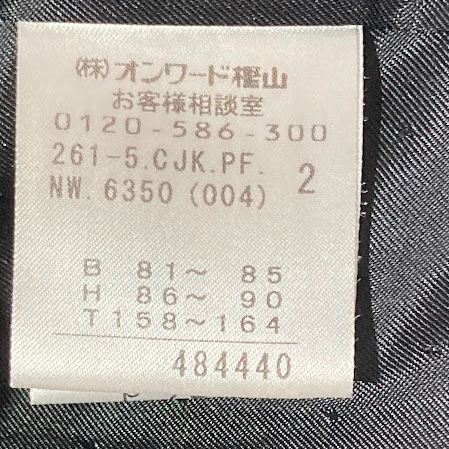 (株)オンワード樫山
お客様相談室
0120-586-300
261-5.CJK.PF.
NW.6350(004) 2
B 81~ 85
H 86~ 90
T158~164
484440